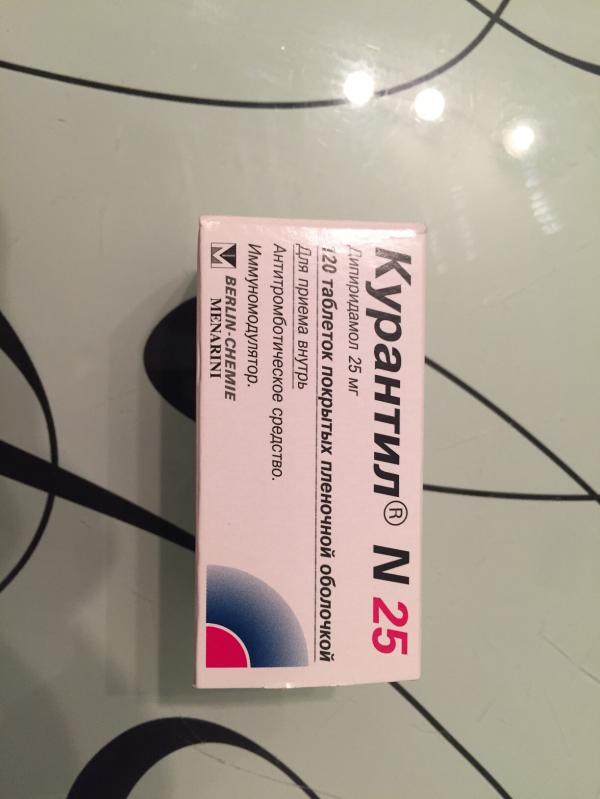 Курантил® N 25
Дипиридамол 25 мг
120 таблеток покрытых пленочной оболочкой
Для приема внутрь
Антитромботическое средство.
Иммуномодулятор.
BERLIN-CHEMIE
MENARINI